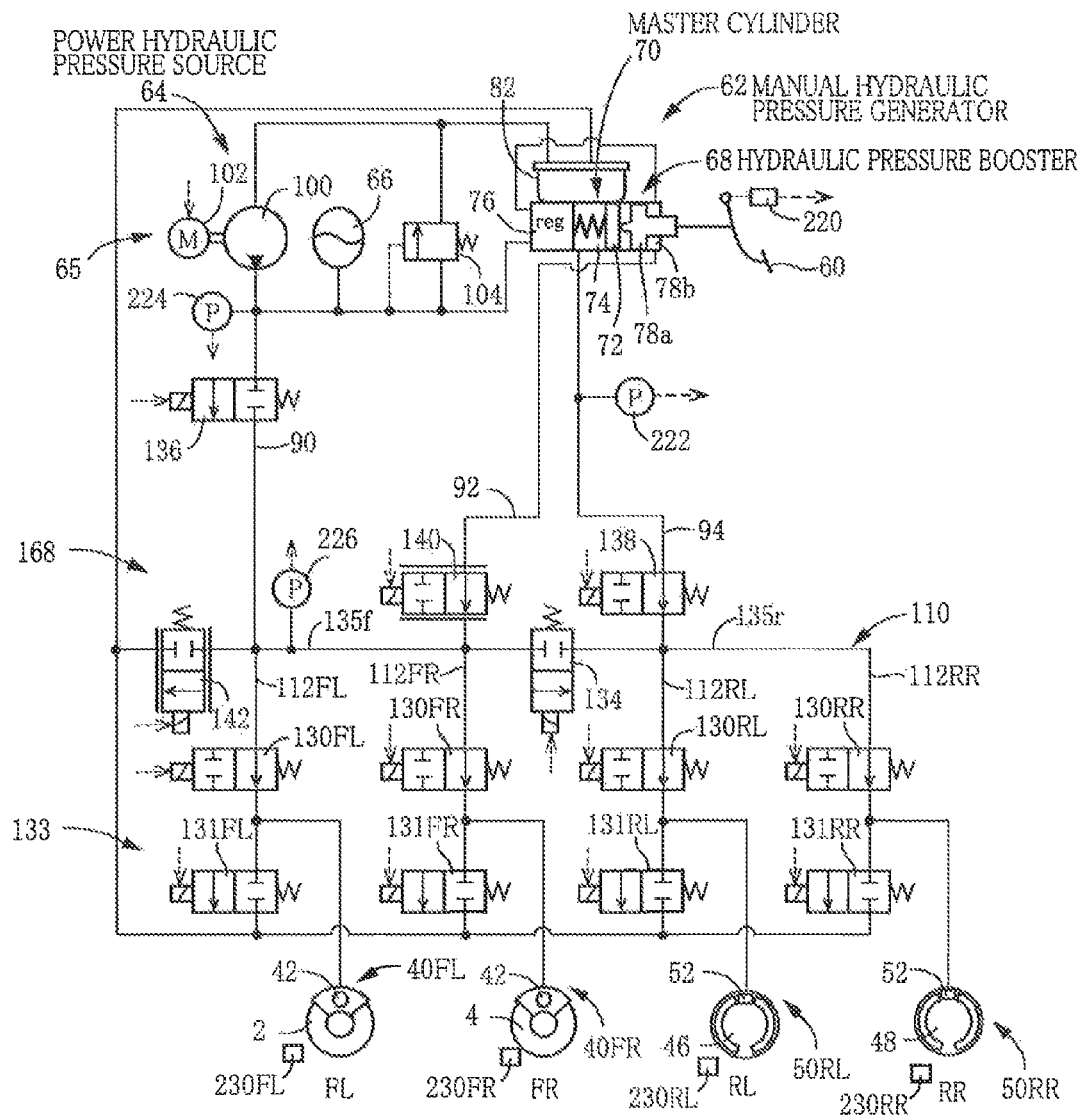 MASTER CYLINDER
70
POWER HYDRAULIC
PRESSURE SOURCE
64
82
62 MANUAL HYDRAULIC
PRESSURE GENERATOR
68 HYDRAULIC PRESSURE BOOSTER
102
100
66
76
reg
220
M
65
104
74
78b
60
224
P
72
78a
136
90
P
222
92
94
168
226
P
140
138
135f
135r
110
142
112FL
112FR
134
112RL
112RR
130FL
130FR
130RL
130RR
133
131FL
131FR
131RL
131RR
42
40FL
42
52
52
2
4
40FR
46
50RL
48
50RR
230FL
FL
230FR
FR
230RL
RL
230RR
RR